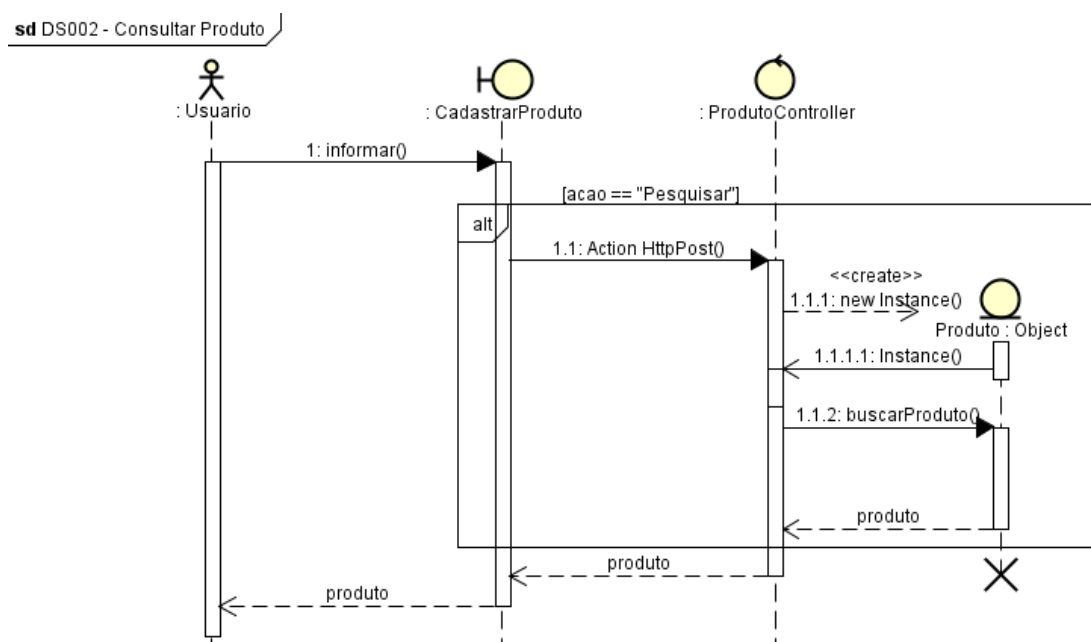 sd DS002 - Consultar Produto
: Usuario
: CadastrarProduto
: ProdutoController
1: informar()
[acao == "Pesquisar"]
alt
1.1: Action HttpPost()
<<create>>
1.1.1: new Instance()
Produto : Object
1.1.1.1: Instance()
1.1.2: buscarProduto()
produto
produto
produto